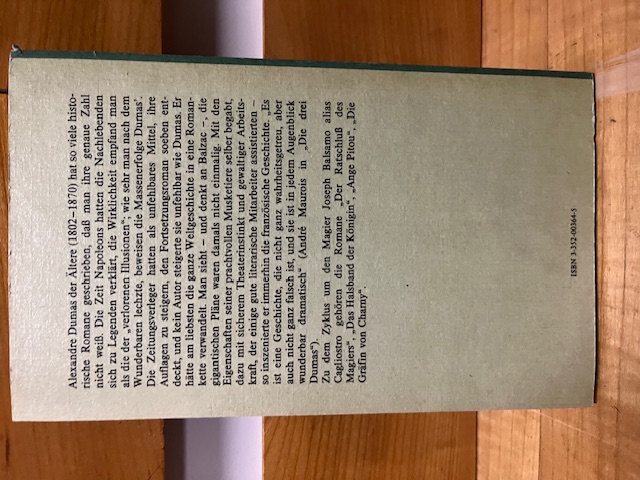 Alexandre Dumas der Ältere (1802–1870) hat so viele histo-
rische Romane geschrieben, daß man ihre genaue Zahl
nicht weiß. Die Zeit Napoleons hatten die Nachlebenden
sich zu Legenden verklärt, die Wirklichkeit empfind man
als die der „verlorenen Illusionen“; wie sehr man nach dem
Wunderbaren lechzte, beweisen die Massenerfolge Dumas'.
Die Zeitungsverleger hatten als unfehlbares Mittel, ihre
Auflagen zu steigern, den Fortsetzungsroman soeben ent-
deckt, und kein Autor steigerte sie unfehlbar wie Dumas. Er
hätte am liebsten die ganze Weltgeschichte in eine Roman-
kette verwandelt. Man sieht – und denkt an Balzac –, die
gigantischen Pläne waren damals nicht einmalig. Mit den
Eigenschaften seiner prachtvollen Musketiere selber begabt,
dazu mit sicherem Theaterinstinkt und gewaltiger Arbeits-
kraft, der einige gute literarische Mitarbeiter assistierten –
so inszenierte er immerhin die französische Geschichte. „Es
ist eine Geschichte, die nicht ganz wahrheitsgetreu, aber
auch nicht ganz falsch ist, und sie ist in jedem Augenblick
wunderbar dramatisch“ (André Maurois in „Die drei
Dumas“).
Zu dem Zyklus um den Magier Joseph Balsamo alias
Cagliostro gehören die Romane „Der Ratschluß des
Magiers“, „Das Halsband der Königin“, „Ange Pitou“, „Die
Gräfin von Charny“.
ISBN 3-352-00364-5